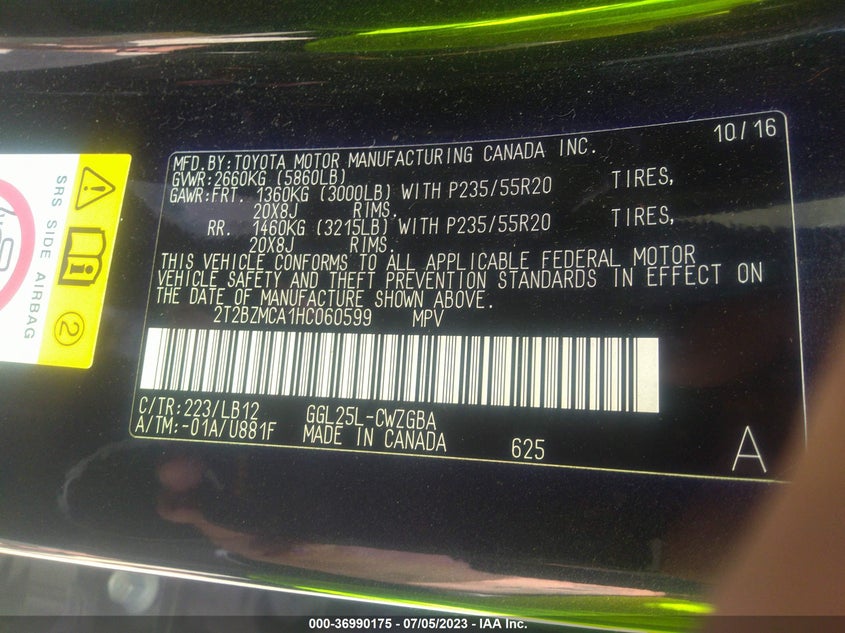 10/16
MFD.BY:TOYOTA MOTOR MANUFACTURING CANADA INC.
GVWR:2660KG (5860LB)
GAWR:FRT. 1360KG (3000LB) WITH P235/55R20 TIRES,
20X8J RIMS.
RR. 1460KG (3215LB) WITH P235/55R20 TIRES,
20X8J RIMS.
THIS VEHICLE CONFORMS TO ALL APPLICABLE FEDERAL MOTOR
VEHICLE SAFETY AND THEFT PREVENTION STANDARDS IN EFFECT ON
THE DATE OF MANUFACTURE SHOWN ABOVE.
2T2BZMCA1HC060599 MPV
C/TR:223/LB12 GGL25L-CWZGBA
A/TM:-01A/U881F MADE IN CANADA 625 A
SRS SIDE AIRBAG
2
000-36990175 — 07/05/2023 - IAA Inc.